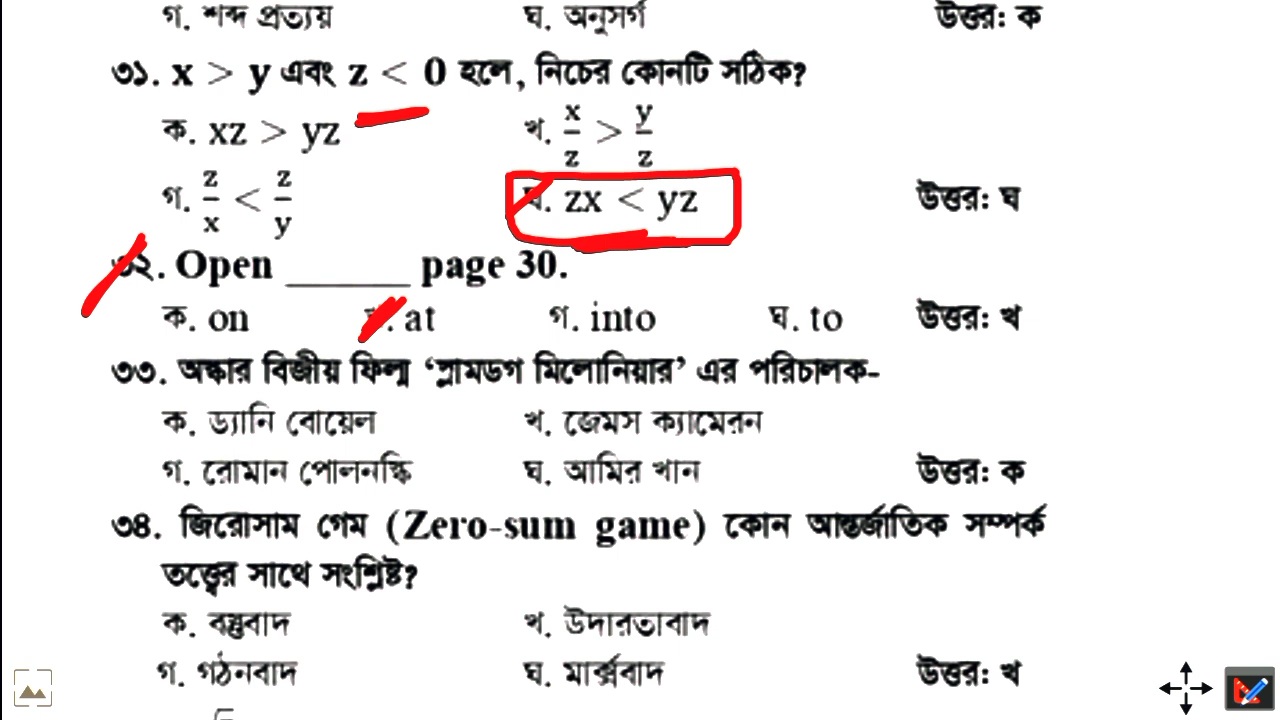 গ. শব্দ প্রত্যয় ঘ. অনুসর্গ উত্তর: ক
৩১. x > y এবং z < 0 হলে, নিচের কোনটি সঠিক?
ক. xz > yz খ. x/z > y/z
গ. z/x < z/y ঘ. zx < yz উত্তর: ঘ
৩২. Open ______ page 30.
ক. on খ. at গ. into ঘ. to উত্তর: খ
৩৩. অস্কার বিজয়ী ফিল্ম ‘স্লামডগ মিলোনিয়ার’ এর পরিচালক-
ক. ড্যানি বোয়েল খ. জেমস ক্যামেরন
গ. রোমান পোলনস্কি ঘ. আমির খান উত্তর: ক
৩৪. জিরোসাম গেম (Zero-sum game) কোন আন্তর্জাতিক সম্পর্ক
তত্ত্বের সাথে সংশ্লিষ্ট?
ক. বস্তুবাদ খ. উদারতাবাদ
গ. গঠনবাদ ঘ. মার্ক্সবাদ উত্তর: খ